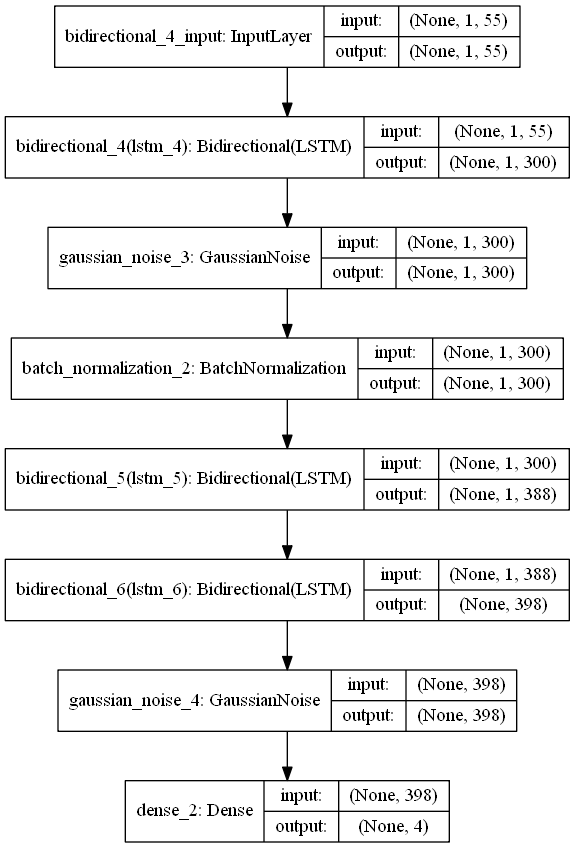 bidirectional_4_input: InputLayer input: (None, 1, 55)
output: (None, 1, 55)
bidirectional_4(lstm_4): Bidirectional(LSTM) input: (None, 1, 55)
output: (None, 1, 300)
gaussian_noise_3: GaussianNoise input: (None, 1, 300)
output: (None, 1, 300)
batch_normalization_2: BatchNormalization input: (None, 1, 300)
output: (None, 1, 300)
bidirectional_5(lstm_5): Bidirectional(LSTM) input: (None, 1, 300)
output: (None, 1, 388)
bidirectional_6(lstm_6): Bidirectional(LSTM) input: (None, 1, 388)
output: (None, 398)
gaussian_noise_4: GaussianNoise input: (None, 398)
output: (None, 398)
dense_2: Dense input: (None, 398)
output: (None, 4)